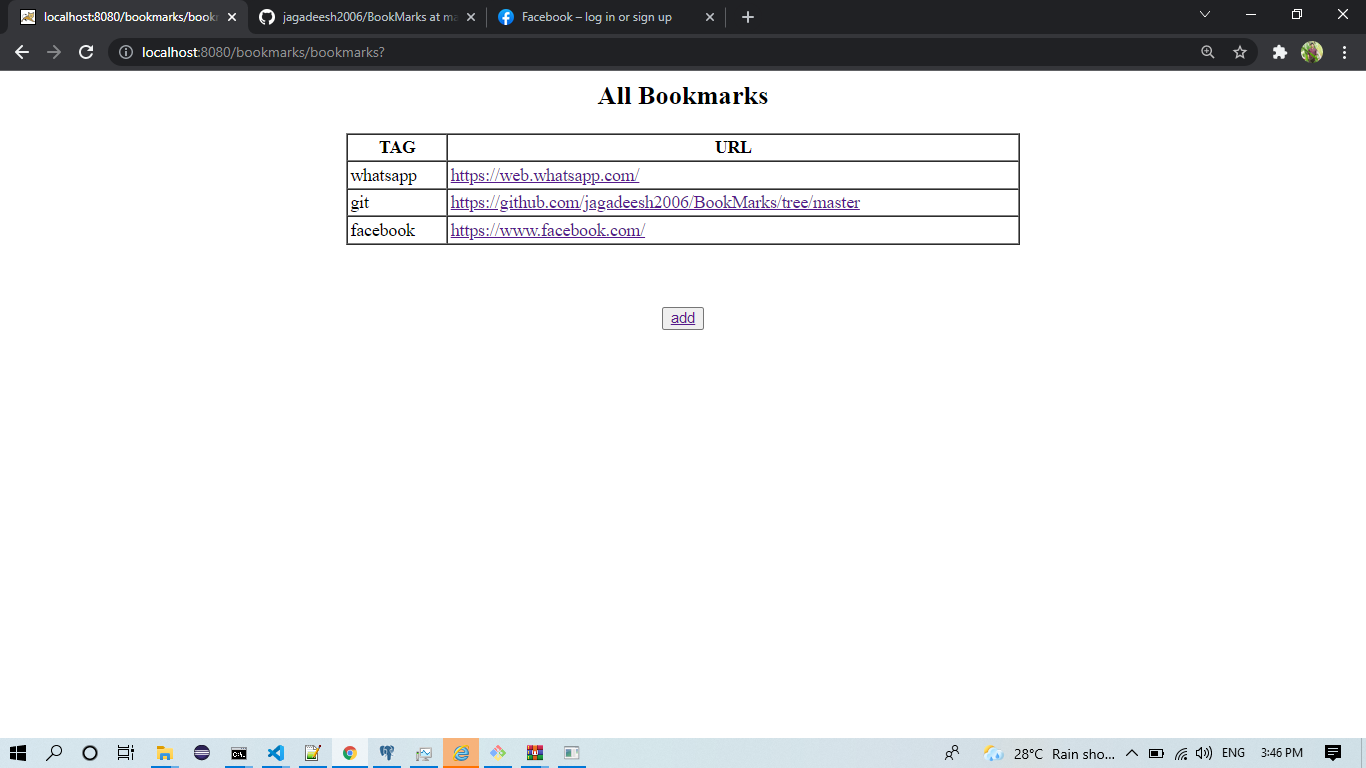 localhost:8080/bookmarks/book
jagadeesh2006/BookMarks at ma
Facebook – log in or sign up
localhost:8080/bookmarks/bookmarks?
All Bookmarks
TAG URL
whatsapp https://web.whatsapp.com/
git https://github.com/jagadeesh2006/BookMarks/tree/master
facebook https://www.facebook.com/
add
28°C Rain sho... ENG 3:46 PM